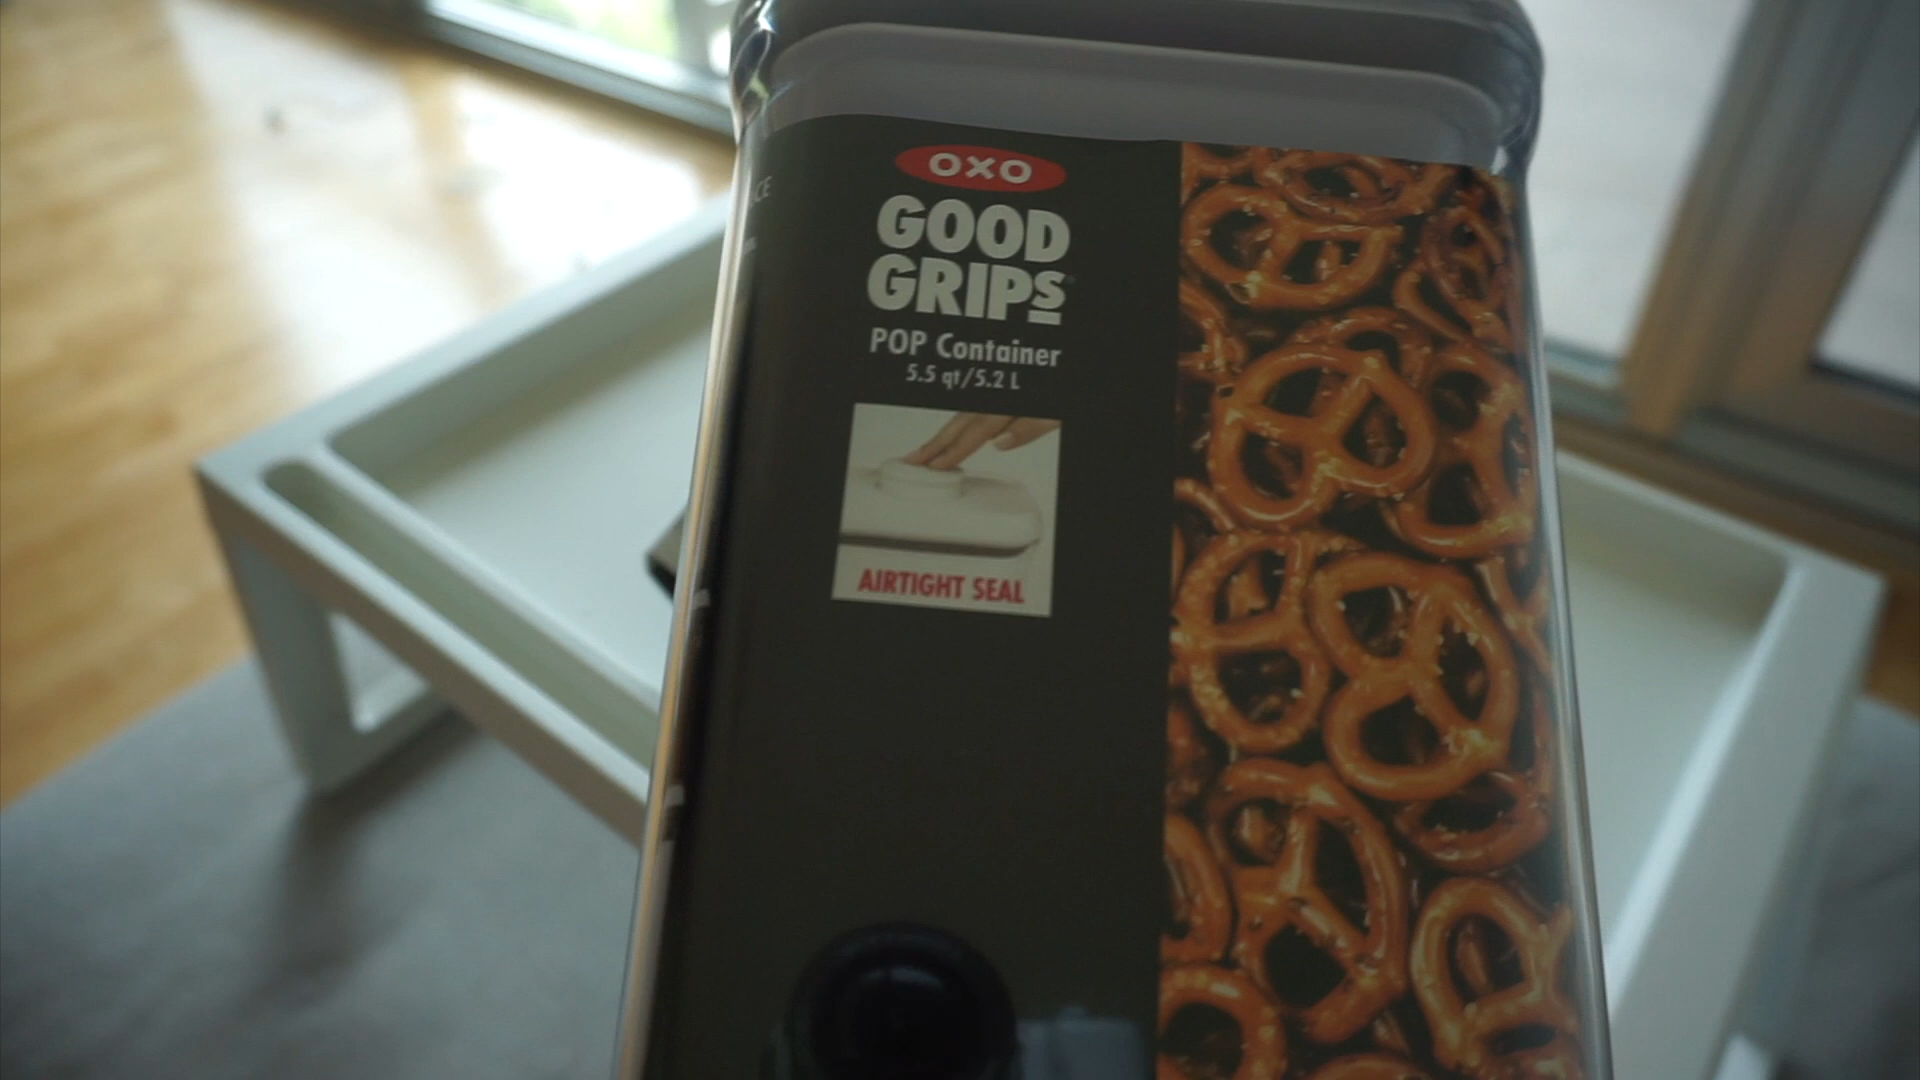 OXO
GOOD
GRIPS
POP Container
5.5 qt/5.2 L
AIRTIGHT SEAL